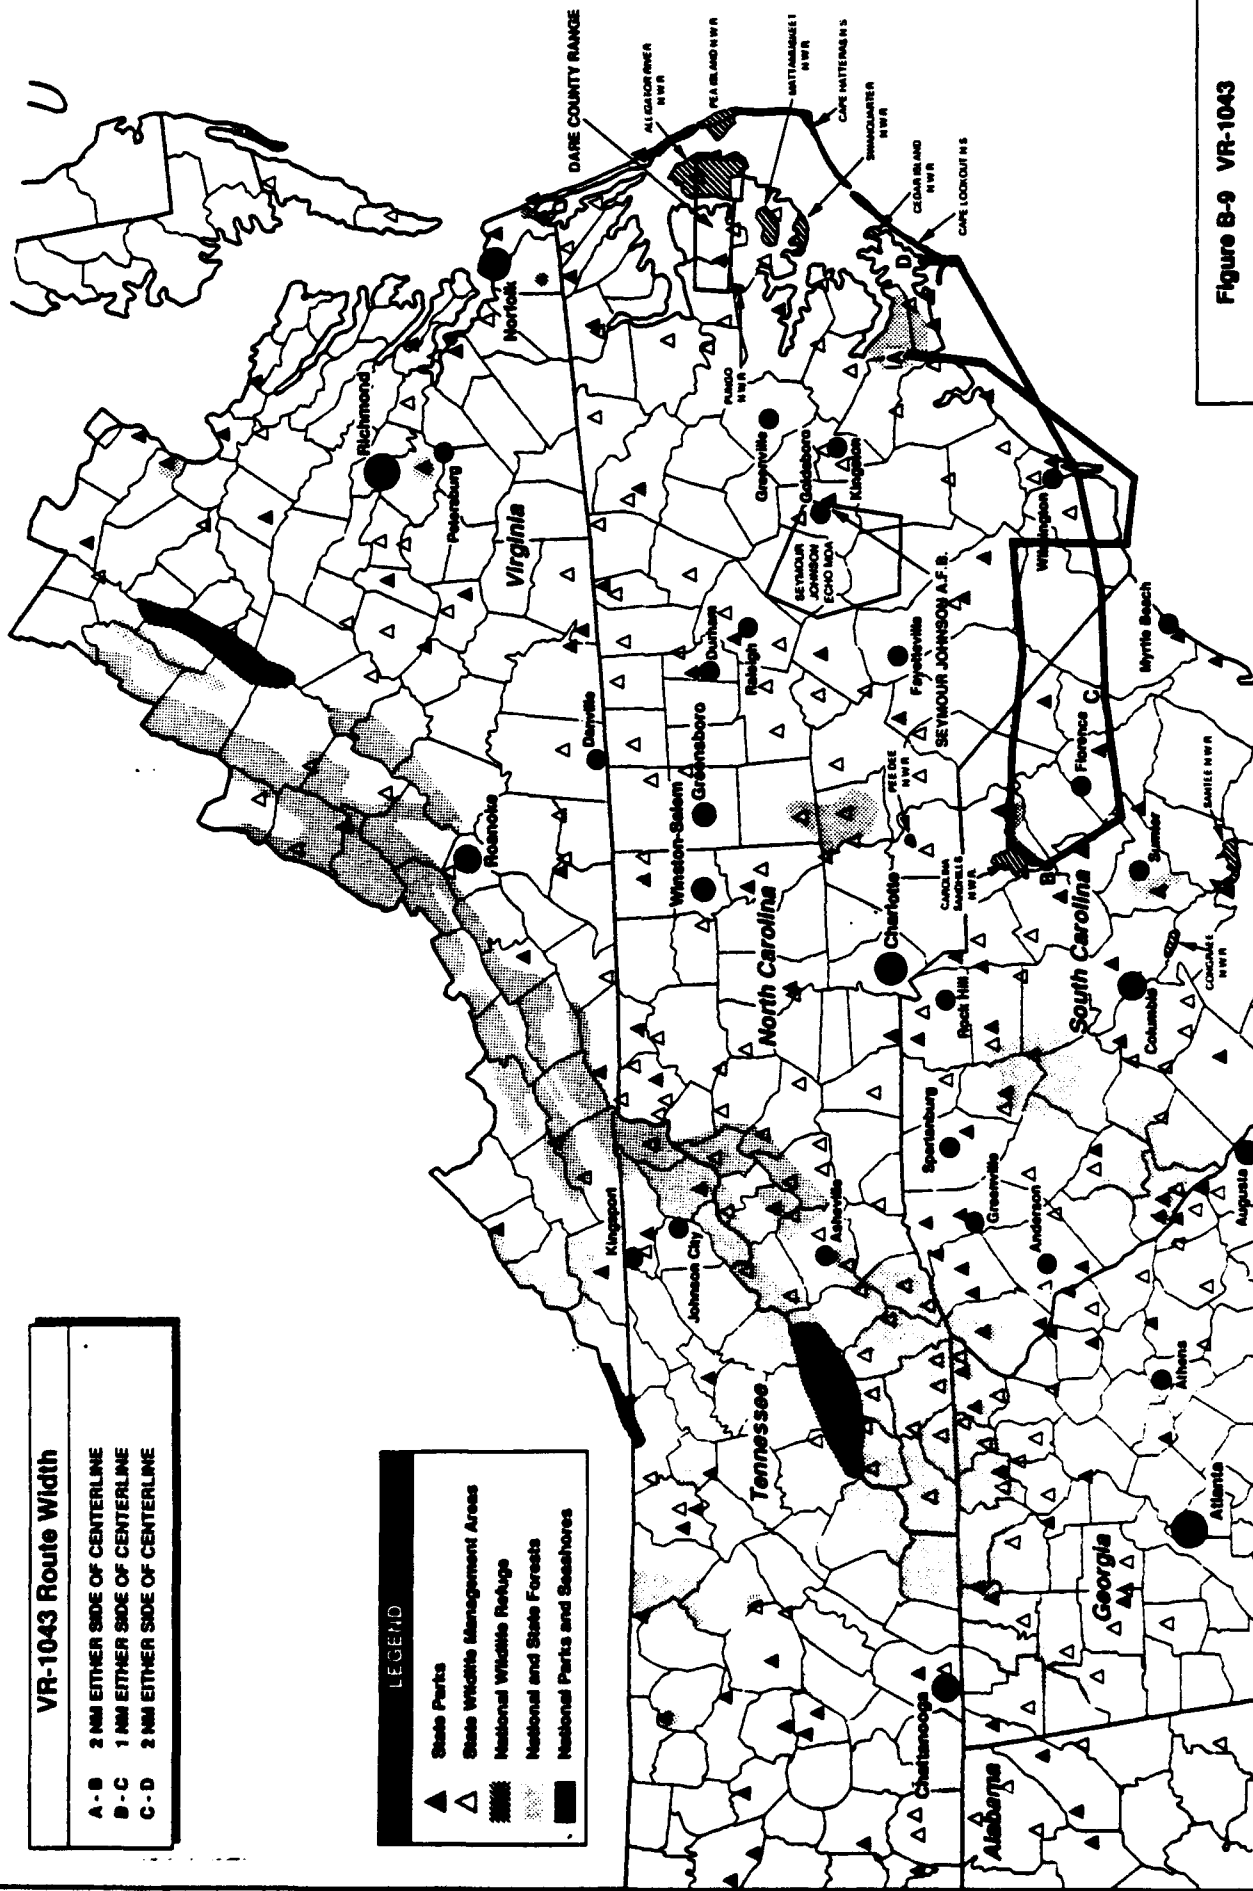 VR-1043 Route Width
A - B 2 NM EITHER SIDE OF CENTERLINE
B - C 1 NM EITHER SIDE OF CENTERLINE
C - D 2 NM EITHER SIDE OF CENTERLINE
LEGEND
State Parks
State Wildlife Management Areas
National Wildlife Refuge
National and State Forests
National Parks and Seashores
Richmond
Petersburg
Norfolk
Virginia
Roanoke
Danville
Kingsport
Johnson City
Winston-Salem
Greensboro
Durham
Raleigh
Greenville
Goldsboro
Kingston
SEYMOUR
JOHNSON
ECHO MOA
SEYMOUR JOHNSON A.F.B.
Fayetteville
North Carolina
Charlotte
Asheville
Tennessee
Chattanooga
DARE COUNTY RANGE
ALLIGATOR RIVER
N W R
PEA ISLAND N W R
MATTAMUSKEET
N W R
CAPE HATTERAS N S
SWANQUARTER
N W R
CEDAR ISLAND
N W R
CAPE LOOKOUT N S
PUNGO
N W R
PEE DEE
N W R
CAROLINA
SANDHILLS
N W R
A
B
C
D
Wilmington
Myrtle Beach
Florence
Sumter
SANTEE N W R
CONGAREE
N W R
South Carolina
Columbia
Rock Hill
Spartanburg
Greenville
Anderson
Augusta
Athens
Atlanta
Georgia
Alabama
Figure B-9 VR-1043